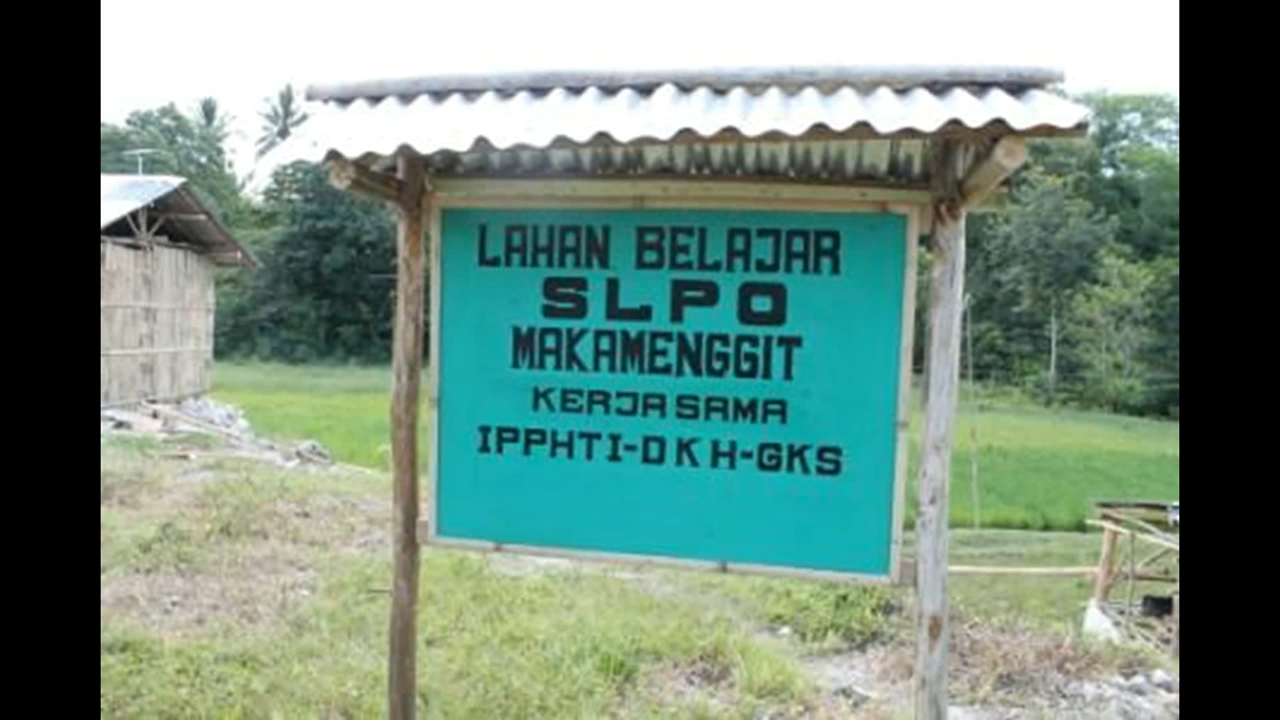 LAHAN BELAJAR
SLPO
MAKAMENGGIT
KERJA SAMA
IPPHTI-DKH-GKS